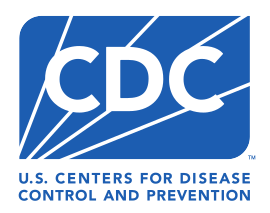 CDC
TM
U.S. CENTERS FOR DISEASE
CONTROL AND PREVENTION